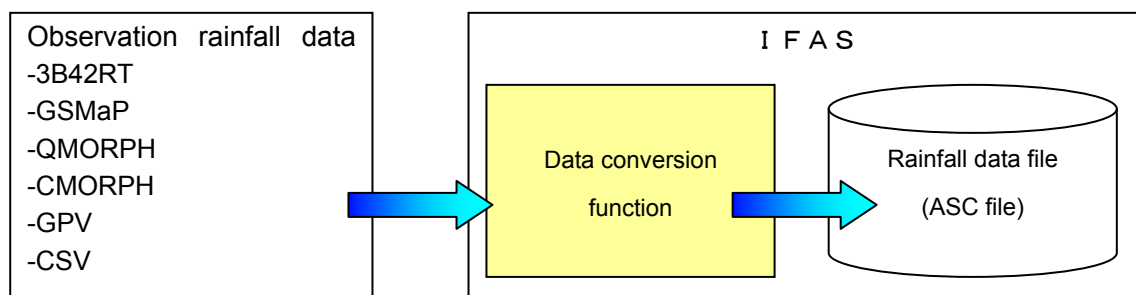 Observation rainfall data
-3B42RT
-GSMaP
-QMORPH
-CMORPH
-GPV
-CSV
ＩＦＡＳ
Data conversion
function
Rainfall data file
(ASC file)